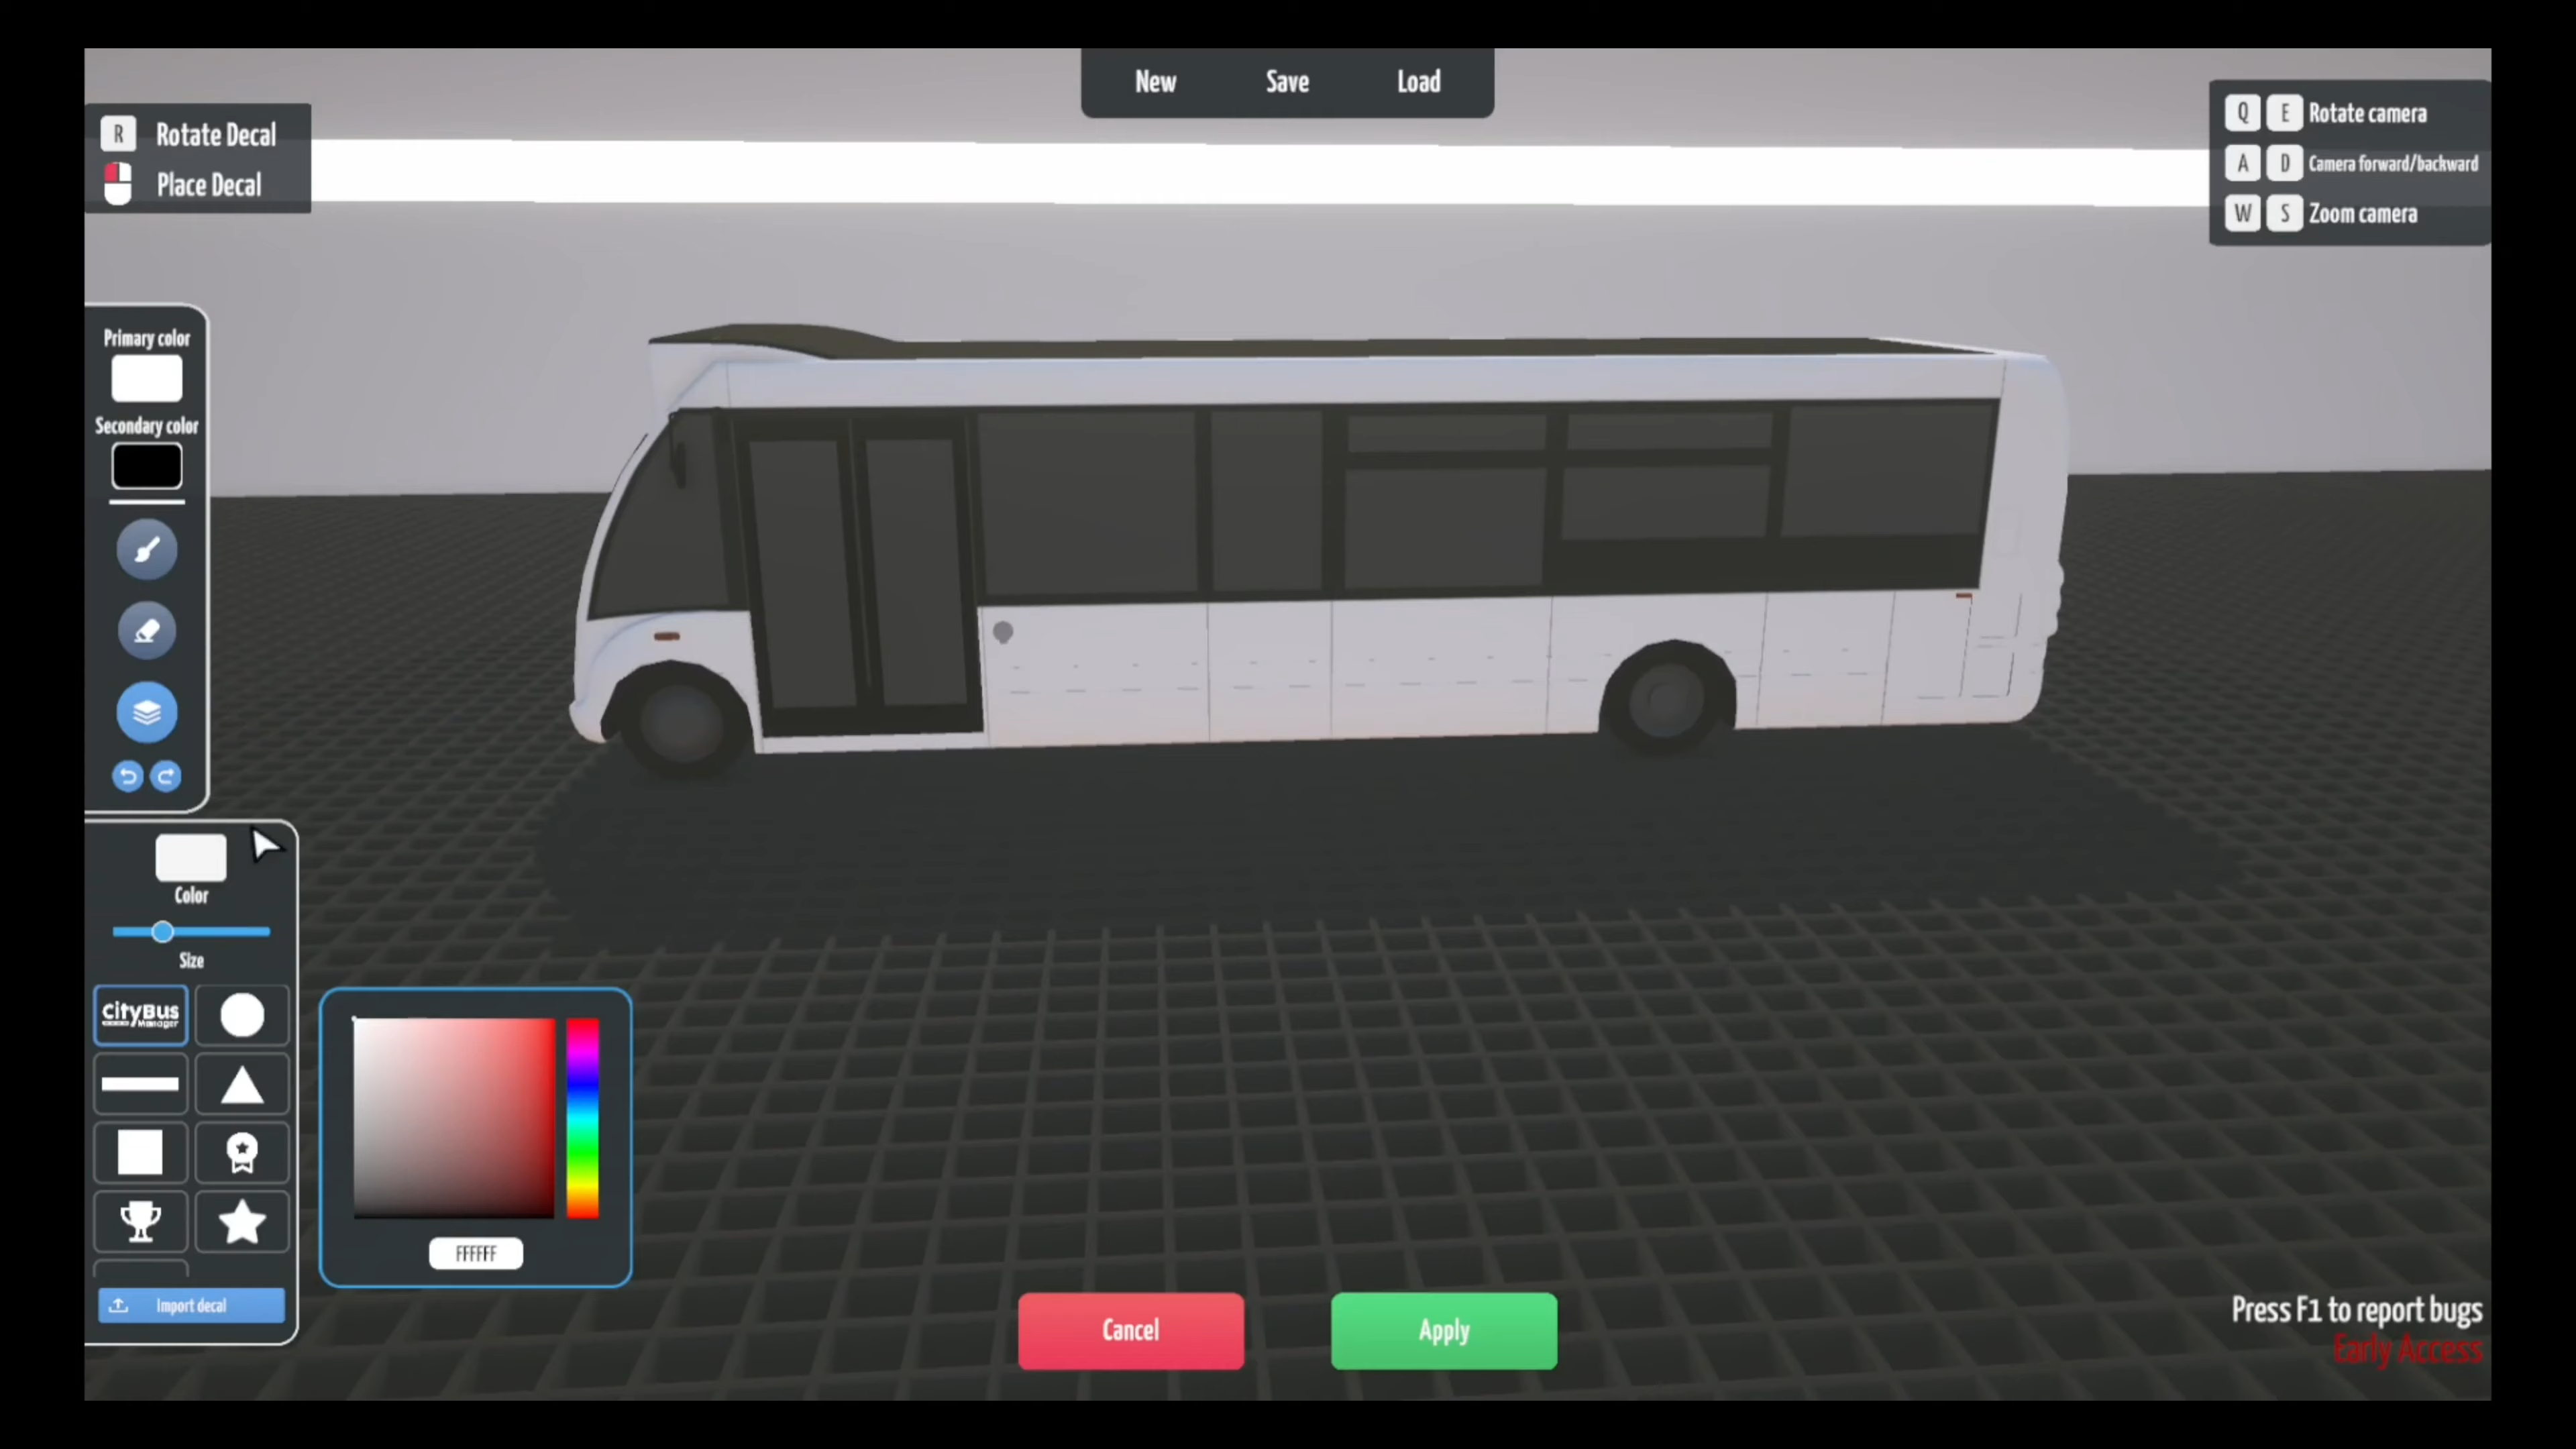 New Save Load
R Rotate Decal
Place Decal
Q E Rotate camera
A D Camera forward/backward
W S Zoom camera
Primary color
Secondary color
Color
Size
CityBus
Manager
Import decal
FFFFFF
Cancel Apply
Press F1 to report bugs
Early Access